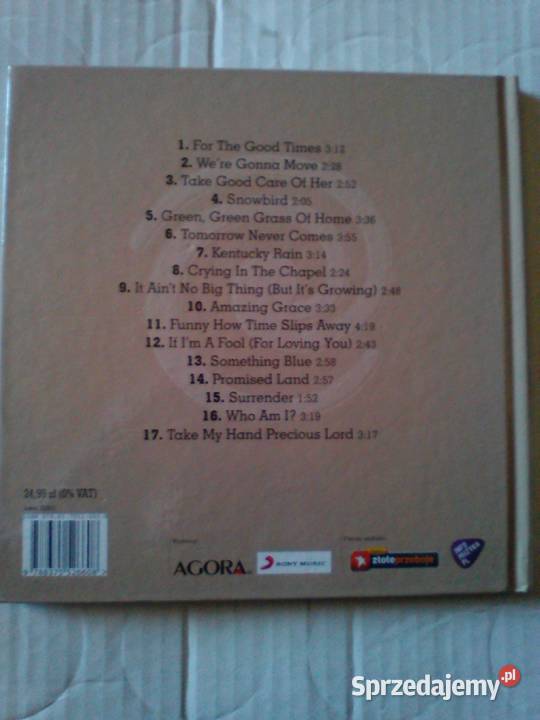 1. For The Good Times 3:12
2. We're Gonna Move 2:28
3. Take Good Care Of Her 2:52
4. Snowbird 2:05
5. Green, Green Grass Of Home 3:36
6. Tomorrow Never Comes 3:55
7. Kentucky Rain 3:14
8. Crying In The Chapel 2:24
9. It Ain't No Big Thing (But It's Growing) 2:48
10. Amazing Grace 3:33
11. Funny How Time Slips Away 4:19
12. If I'm A Fool (For Loving You) 2:43
13. Something Blue 2:58
14. Promised Land 2:57
15. Surrender 1:52
16. Who Am I? 3:19
17. Take My Hand Precious Lord 3:17
24,99 zł (0% VAT)
AGORA SA
SONY MUSIC
złoteprzeboje
Sprzedajemy.pl